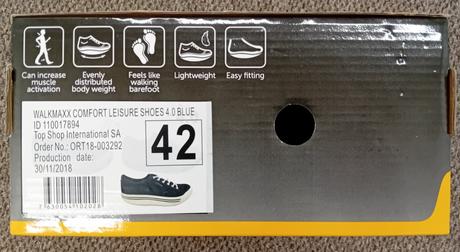 Can increase
muscle
activation
Evenly
distributed
body weight
Feels like
walking
barefoot
Lightweight
Easy fitting
WALKMAXX COMFORT LEISURE SHOES 4.0 BLUE
ID 110017894
Top Shop International SA
Order No.: ORT18-003292
Production date:
30/11/2018
42
7630054102028